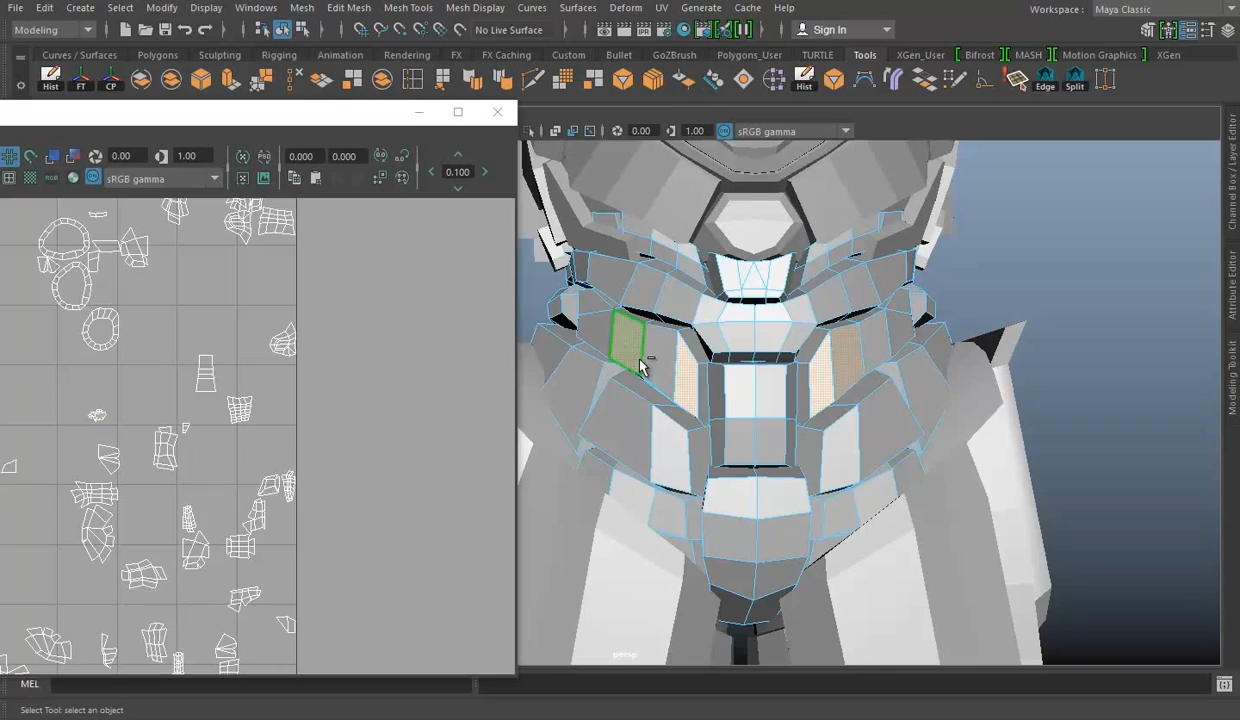 File Edit Create Select Modify Display Windows Mesh Edit Mesh Mesh Tools Mesh Display Curves Surfaces Deform UV Generate Cache Help Workspace : Maya Classic
Modeling No Live Surface Sign In
Curves / Surfaces Polygons Sculpting Rigging Animation Rendering FX FX Caching Custom Bullet GoZBrush Polygons_User TURTLE Tools XGen_User Bifrost MASH Motion Graphics XGen
Hist FT CP Hist Edge Split
0.00 1.00 sRGB gamma
0.00 1.00 0.000 0.000
sRGB gamma 0.100
Channel Box / Layer Editor
Attribute Editor
Modeling Toolkit
persp
MEL
Select Tool: select an object